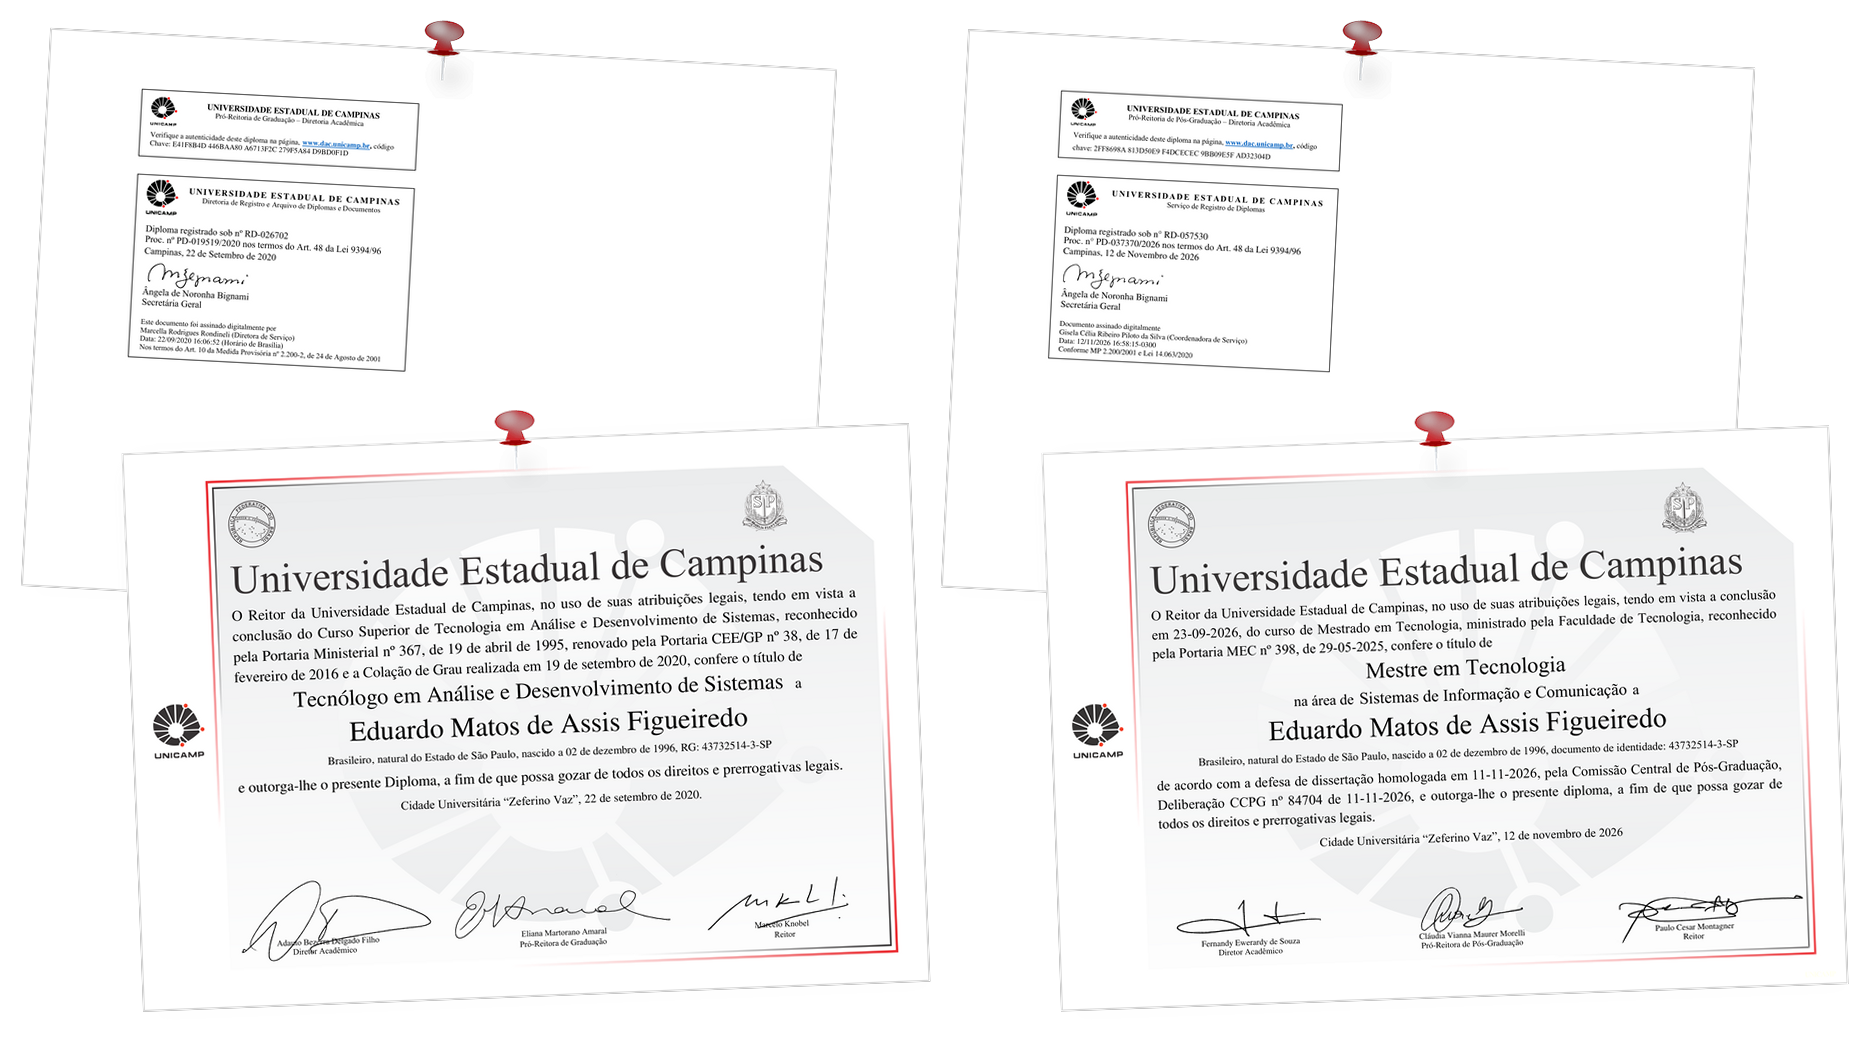 UNIVERSIDADE ESTADUAL DE CAMPINAS
Pró-Reitoria de Graduação – Diretoria Acadêmica
UNICAMP
Verifique a autenticidade deste diploma na página, www.dac.unicamp.br, código
Chave: E41F8B4D 446BAA80 A6713F2C 279F5A84 D9BD0F1D
UNIVERSIDADE ESTADUAL DE CAMPINAS
Diretoria de Registro e Arquivo de Diplomas e Documentos
UNICAMP
Diploma registrado sob nº RD-026702
Proc. nº PD-019519/2020 nos termos do Art. 48 da Lei 9394/96
Campinas, 22 de Setembro de 2020
Ângela de Noronha Bignami
Secretária Geral
Este documento foi assinado digitalmente por
Marcella Rodrigues Rondineli (Diretora de Serviço)
Data: 22/09/2020 16:06:52 (Horário de Brasília)
Nos termos do Art. 10 da Medida Provisória nº 2.200-2, de 24 de Agosto de 2001
REPÚBLICA FEDERATIVA DO BRASIL
SP
Universidade Estadual de Campinas
O Reitor da Universidade Estadual de Campinas, no uso de suas atribuições legais, tendo em vista a
conclusão do Curso Superior de Tecnologia em Análise e Desenvolvimento de Sistemas, reconhecido
pela Portaria Ministerial nº 367, de 19 de abril de 1995, renovado pela Portaria CEE/GP nº 38, de 17 de
fevereiro de 2016 e a Colação de Grau realizada em 19 de setembro de 2020, confere o título de
Tecnólogo em Análise e Desenvolvimento de Sistemas a
Eduardo Matos de Assis Figueiredo
Brasileiro, natural do Estado de São Paulo, nascido a 02 de dezembro de 1996, RG: 43732514-3-SP
e outorga-lhe o presente Diploma, a fim de que possa gozar de todos os direitos e prerrogativas legais.
Cidade Universitária “Zeferino Vaz”, 22 de setembro de 2020.
UNICAMP
Adauto Bezerra Delgado Filho
Diretor Acadêmico
Eliana Martorano Amaral
Pró-Reitora de Graduação
Marcelo Knobel
Reitor
UNIVERSIDADE ESTADUAL DE CAMPINAS
Pró-Reitoria de Pós-Graduação – Diretoria Acadêmica
UNICAMP
Verifique a autenticidade deste diploma na página, www.dac.unicamp.br, código
chave: 2FF8698A 813D50E9 F4DCECEC 9BB09E5F AD32304D
UNIVERSIDADE ESTADUAL DE CAMPINAS
Serviço de Registro de Diplomas
UNICAMP
Diploma registrado sob n° RD-057530
Proc. n° PD-037370/2026 nos termos do Art. 48 da Lei 9394/96
Campinas, 12 de Novembro de 2026
Ângela de Noronha Bignami
Secretária Geral
Documento assinado digitalmente
Gisela Célia Ribeiro Piloto da Silva (Coordenadora de Serviço)
Data: 12/11/2026 16:58:15-0300
Conforme MP 2.200/2001 e Lei 14.063/2020
REPÚBLICA FEDERATIVA DO BRASIL
SP
Universidade Estadual de Campinas
O Reitor da Universidade Estadual de Campinas, no uso de suas atribuições legais, tendo em vista a conclusão
em 23-09-2026, do curso de Mestrado em Tecnologia, ministrado pela Faculdade de Tecnologia, reconhecido
pela Portaria MEC nº 398, de 29-05-2025, confere o título de
Mestre em Tecnologia
na área de Sistemas de Informação e Comunicação a
Eduardo Matos de Assis Figueiredo
Brasileiro, natural do Estado de São Paulo, nascido a 02 de dezembro de 1996, documento de identidade: 43732514-3-SP
de acordo com a defesa de dissertação homologada em 11-11-2026, pela Comissão Central de Pós-Graduação,
Deliberação CCPG nº 84704 de 11-11-2026, e outorga-lhe o presente diploma, a fim de que possa gozar de
todos os direitos e prerrogativas legais.
Cidade Universitária “Zeferino Vaz”, 12 de novembro de 2026
UNICAMP
Fernandy Ewerardy de Souza
Diretor Acadêmico
Cláudia Vianna Maurer Morelli
Pró-Reitora de Pós-Graduação
Paulo Cesar Montagner
Reitor